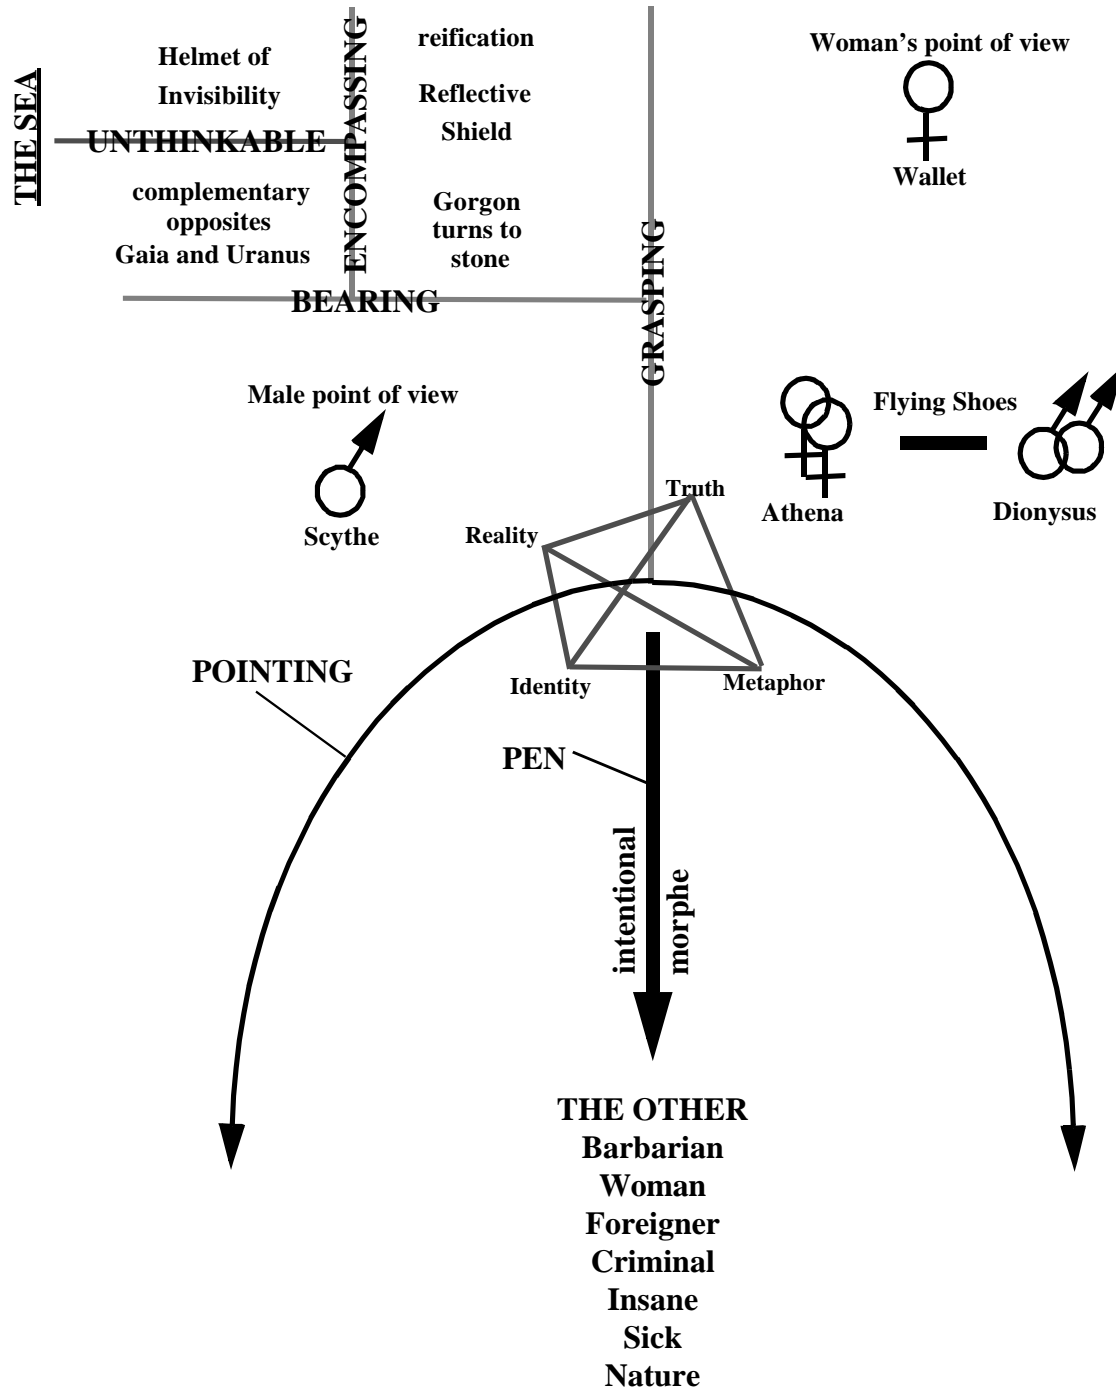 THE SEA
Helmet of
Invisibility
UNTHINKABLE
complementary
opposites
Gaia and Uranus
ENCOMPASSING
reification
Reflective
Shield
Gorgon
turns to
stone
BEARING
GRASPING
Woman's point of view
Wallet
Male point of view
Scythe
Flying Shoes
Athena
Dionysus
Truth
Reality
Identity
Metaphor
POINTING
PEN
intentional
morphe
THE OTHER
Barbarian
Woman
Foreigner
Criminal
Insane
Sick
Nature